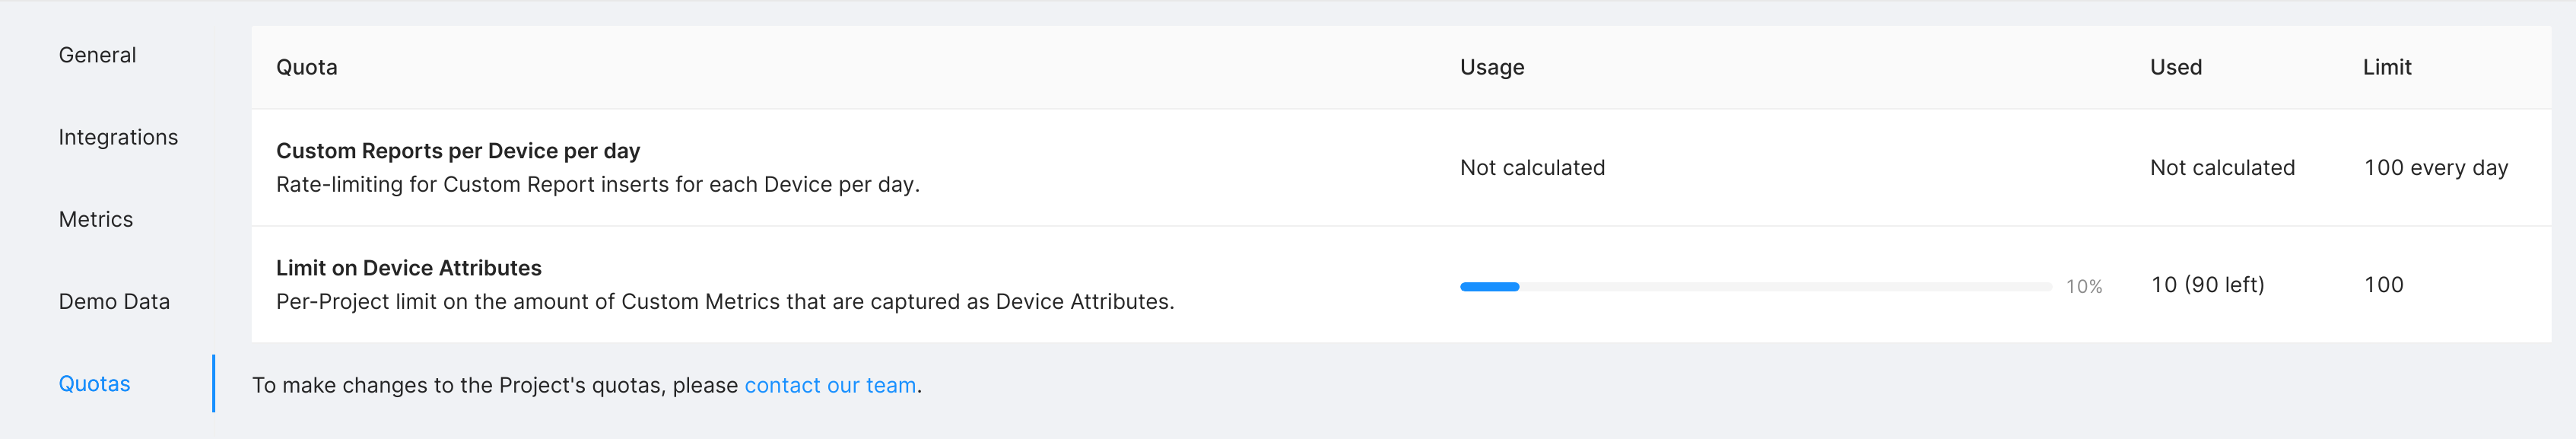 General
Integrations
Metrics
Demo Data
Quotas
Quota Usage Used Limit
Custom Reports per Device per day
Rate-limiting for Custom Report inserts for each Device per day.
Not calculated Not calculated 100 every day
Limit on Device Attributes
Per-Project limit on the amount of Custom Metrics that are captured as Device Attributes.
10% 10 (90 left) 100
To make changes to the Project's quotas, please contact our team.